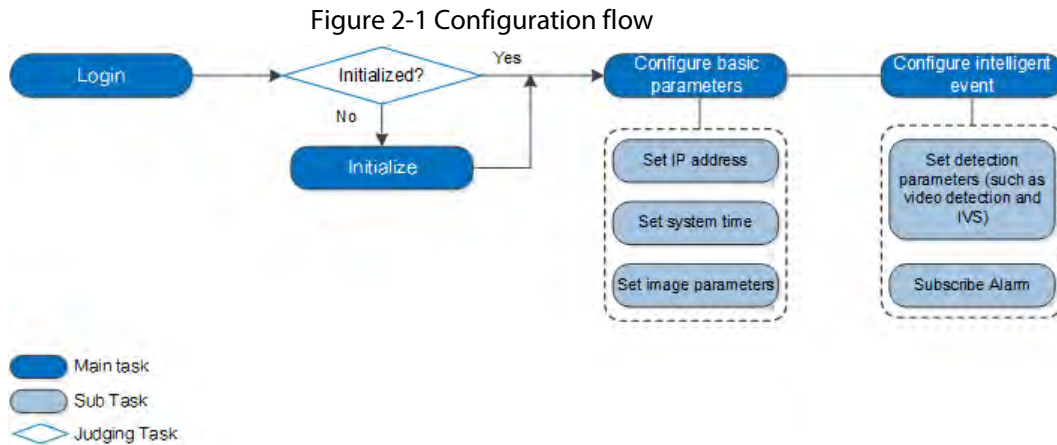 Figure 2-1 Configuration flow
Login
Initialized?
Yes
No
Initialize
Configure basic
parameters
Set IP address
Set system time
Set image parameters
Configure intelligent
event
Set detection
parameters (such as
video detection and
IVS)
Subscribe Alarm
Main task
Sub Task
Judging Task